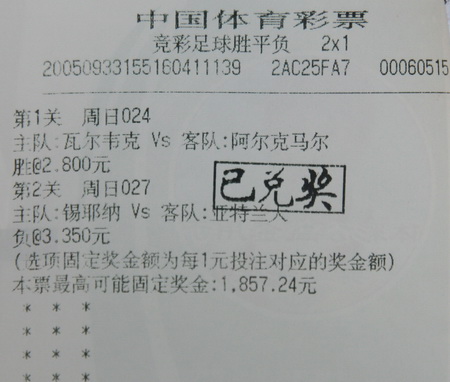 中国体育彩票
竞彩足球胜平负 2x1
20050933155160411139 2AC25FA7 00060515
第1关 周日024
主队:瓦尔韦克 Vs 客队:阿尔克马尔
胜@2.800元
第2关 周日027
已兑奖
主队:锡耶纳 Vs 客队:亚特兰大
负@3.350元
(选项固定奖金额为每1元投注对应的奖金额)
本票最高可能固定奖金:1,857.24元
* * *
* * *
* * *
* * *